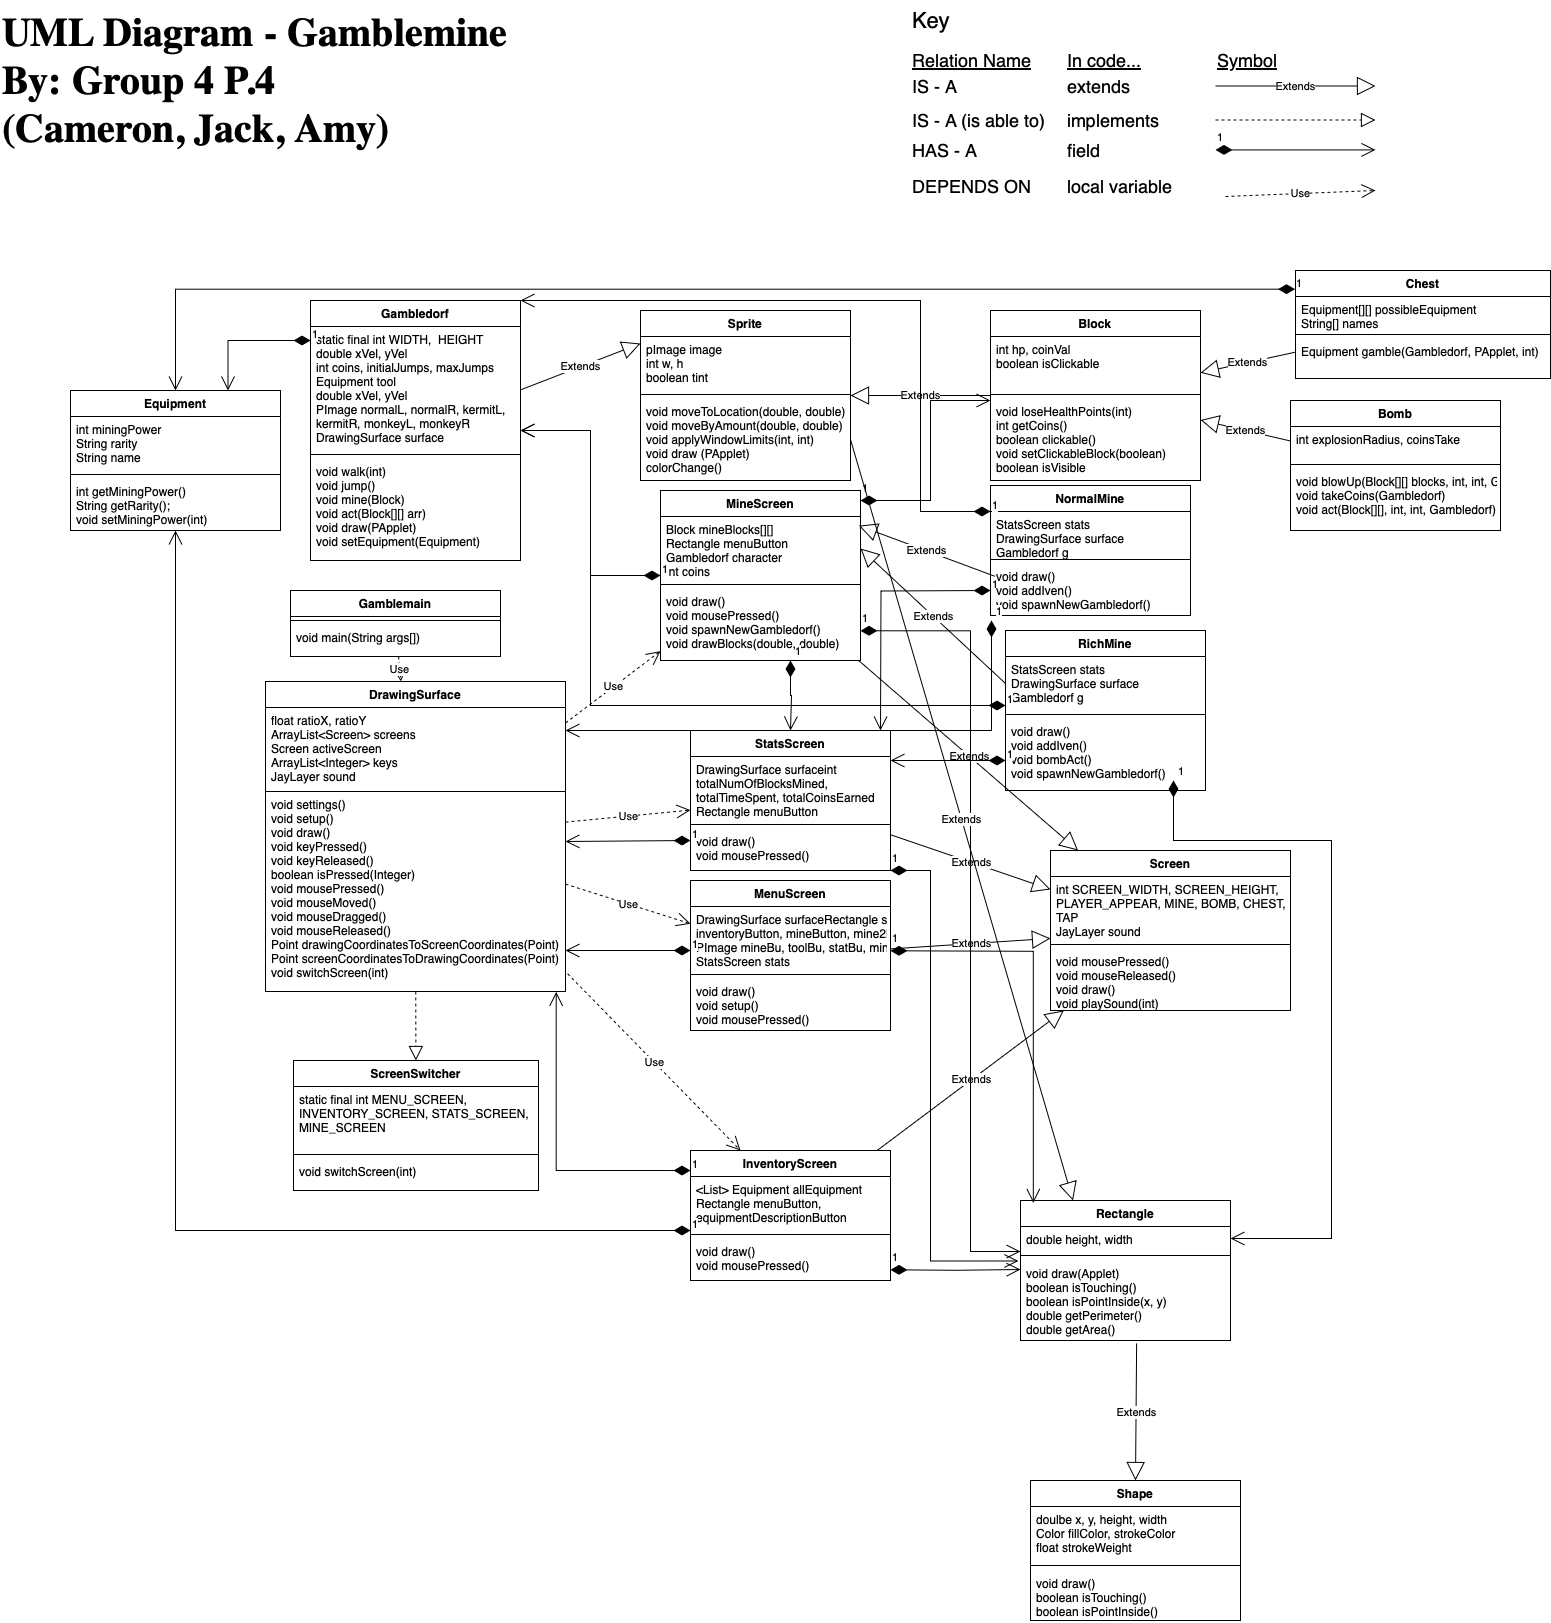 UML Diagram - Gamblemine
By: Group 4 P.4
(Cameron, Jack, Amy)
Key
Relation Name In code... Symbol
IS - A extends Extends
IS - A (is able to) implements
HAS - A field 1
DEPENDS ON local variable Use
Chest
Equipment[][] possibleEquipment
String[] names
Equipment gamble(Gambledorf, PApplet, int)
1
Gambledorf
static final int WIDTH, HEIGHT
double xVel, yVel
int coins, initialJumps, maxJumps
Equipment tool
double xVel, yVel
PImage normalL, normalR, kermitL,
kermitR, monkeyL, monkeyR
DrawingSurface surface
void walk(int)
void jump()
void mine(Block)
void act(Block[][] arr)
void draw(PApplet)
void setEquipment(Equipment)
1
Extends
Sprite
pImage image
int w, h
boolean tint
void moveToLocation(double, double)
void moveByAmount(double, double)
void applyWindowLimits(int, int)
void draw (PApplet)
colorChange()
Extends
Block
int hp, coinVal
boolean isClickable
void loseHealthPoints(int)
int getCoins()
boolean clickable()
void setClickableBlock(boolean)
boolean isVisible
Extends
Extends
Bomb
int explosionRadius, coinsTake
void blowUp(Block[][] blocks, int, int, G
void takeCoins(Gambledorf)
void act(Block[][], int, int, Gambledorf)
Equipment
int miningPower
String rarity
String name
int getMiningPower()
String getRarity();
void setMiningPower(int)
MineScreen
Block mineBlocks[][]
Rectangle menuButton
Gambledorf character
nt coins
void draw()
void mousePressed()
void spawnNewGambledorf()
void drawBlocks(double, double)
1
1
1
1
Extends
Extends
NormalMine
StatsScreen stats
DrawingSurface surface
Gambledorf g
void draw()
void addIven()
void spawnNewGambledorf()
1
1
1
Gamblemain
void main(String args[])
Use
Use
RichMine
StatsScreen stats
DrawingSurface surface
Gambledorf g
void draw()
void addIven()
void bombAct()
void spawnNewGambledorf()
1
1
1
DrawingSurface
float ratioX, ratioY
ArrayList<Screen> screens
Screen activeScreen
ArrayList<Integer> keys
JayLayer sound
void settings()
void setup()
void draw()
void keyPressed()
void keyReleased()
boolean isPressed(Integer)
void mousePressed()
void mouseMoved()
void mouseDragged()
void mouseReleased()
Point drawingCoordinatesToScreenCoordinates(Point)
Point screenCoordinatesToDrawingCoordinates(Point)
void switchScreen(int)
Use
Use
Use
StatsScreen
DrawingSurface surfaceint
totalNumOfBlocksMined,
totalTimeSpent, totalCoinsEarned
Rectangle menuButton
void draw()
void mousePressed()
1
1
Extends
Extends
Extends
MenuScreen
DrawingSurface surfaceRectangle s
inventoryButton, mineButton, mine2
PImage mineBu, toolBu, statBu, min
StatsScreen stats
void draw()
void setup()
void mousePressed()
1
1
Extends
Screen
int SCREEN_WIDTH, SCREEN_HEIGHT,
PLAYER_APPEAR, MINE, BOMB, CHEST,
TAP
JayLayer sound
void mousePressed()
void mouseReleased()
void draw()
void playSound(int)
Extends
ScreenSwitcher
static final int MENU_SCREEN,
INVENTORY_SCREEN, STATS_SCREEN,
MINE_SCREEN
void switchScreen(int)
InventoryScreen
<List> Equipment allEquipment
Rectangle menuButton,
equipmentDescriptionButton
void draw()
void mousePressed()
1
1
1
Rectangle
double height, width
void draw(Applet)
boolean isTouching()
boolean isPointInside(x, y)
double getPerimeter()
double getArea()
Extends
Shape
doulbe x, y, height, width
Color fillColor, strokeColor
float strokeWeight
void draw()
boolean isTouching()
boolean isPointInside()